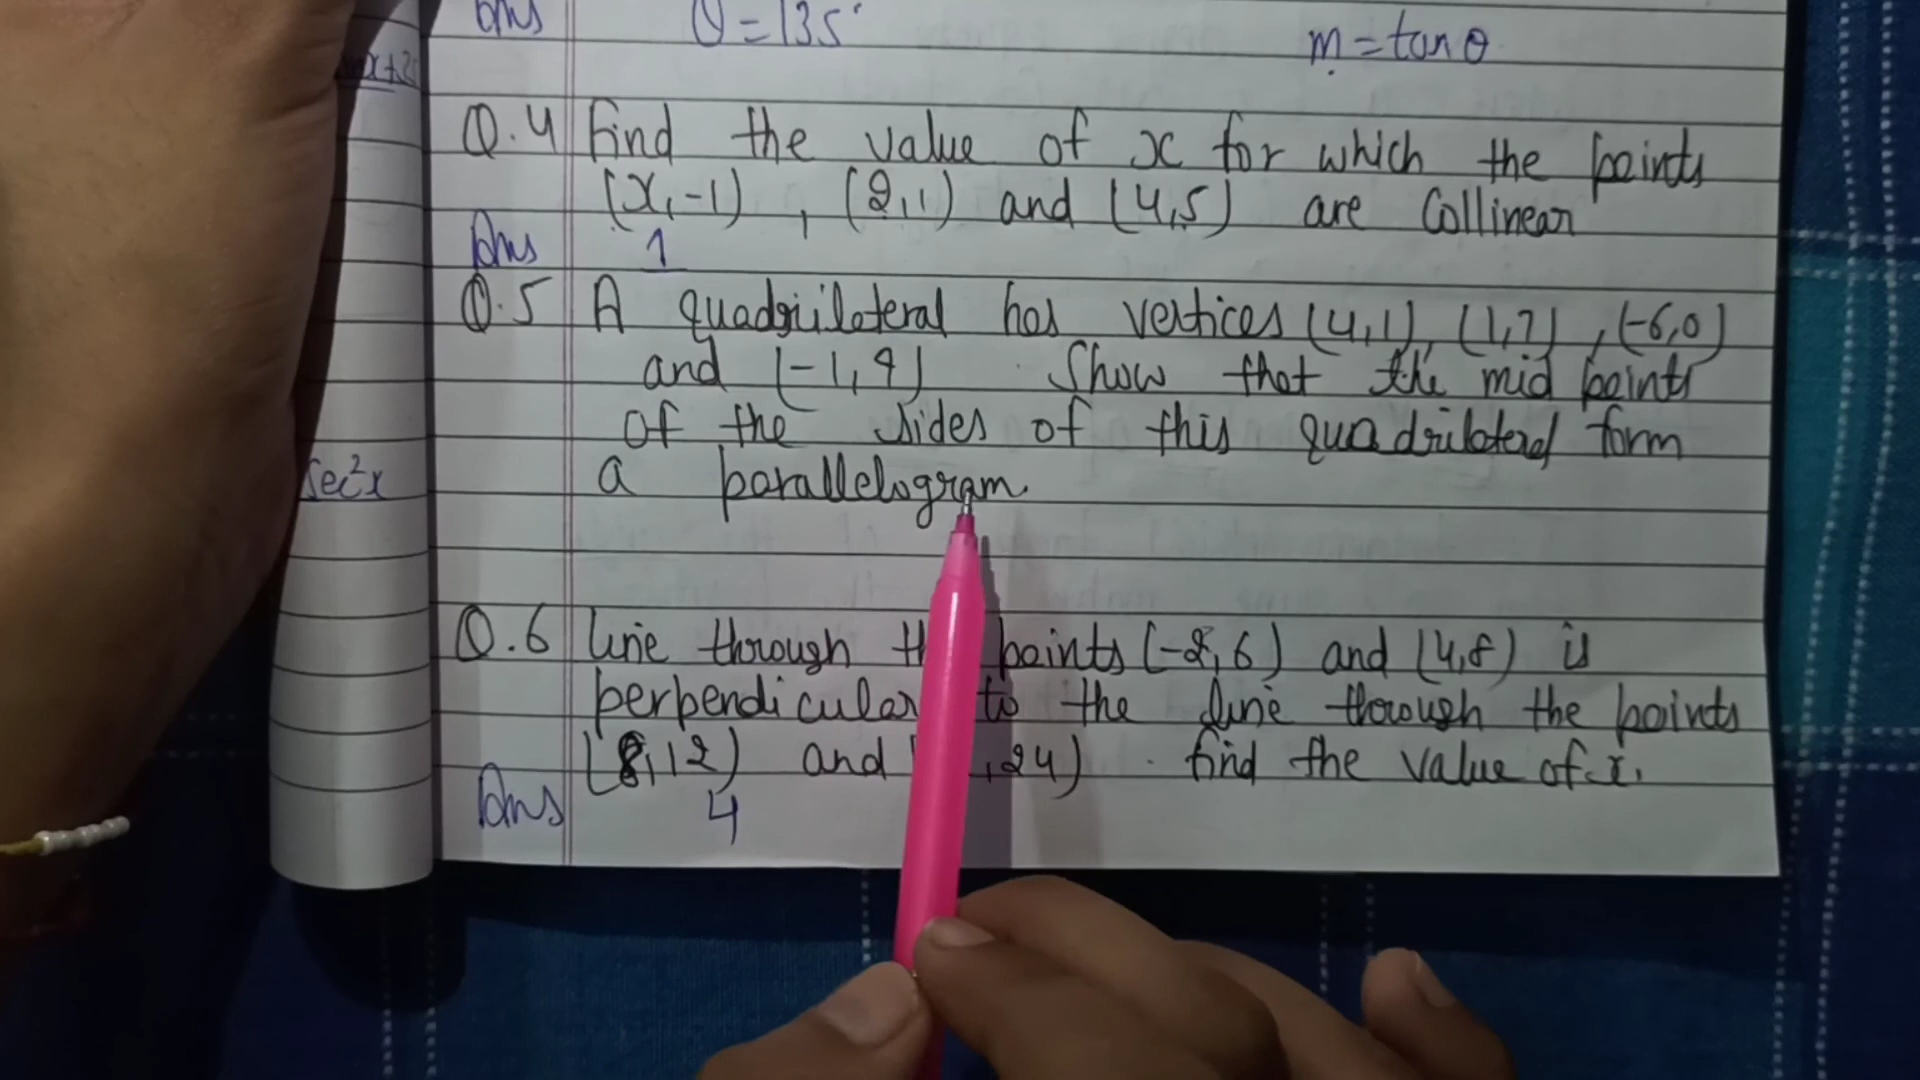 Ans θ = 135°
m = tan θ
Q.4 find the value of x for which the points
(x,-1) , (2,1) and (4,5) are Collinear
Ans 1
Q.5 A quadrilateral has vertices (4,1), (1,7) , (-6,0)
and (-1,9) . Show that the mid points
of the sides of this quadrilateral form
a parallelogram.
sec²x
Q.6 line through points (-2,6) and (4,8) is
perpendicular to the line through the points
(8,12) and ,24) . find the value of x.
Ans 4